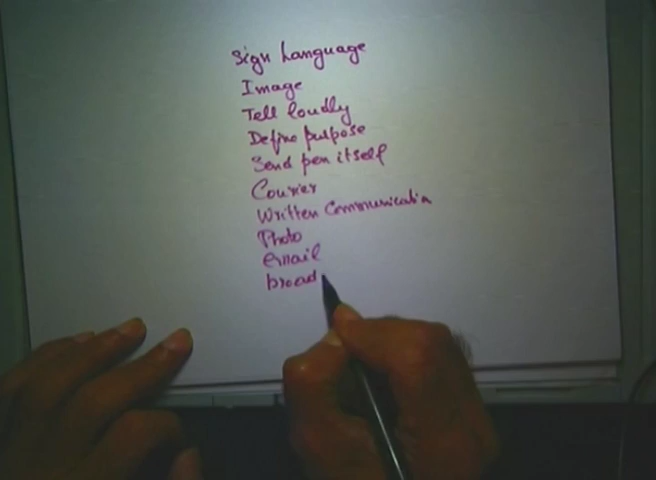 Sign Language
Image
Tell loudly
Define purpose
Send pen itself
Courier
Written Communication
Photo
email
broad